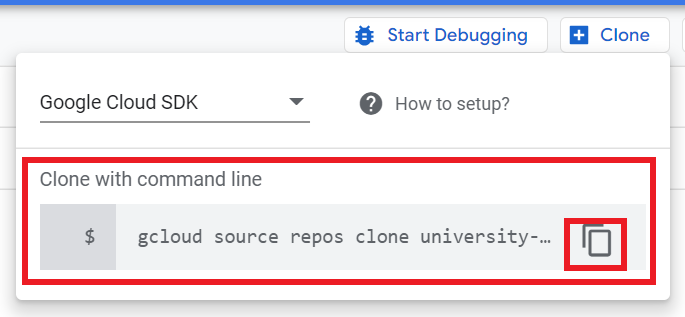 Start Debugging
Clone
Google Cloud SDK
How to setup?
Clone with command line
$ gcloud source repos clone university-…